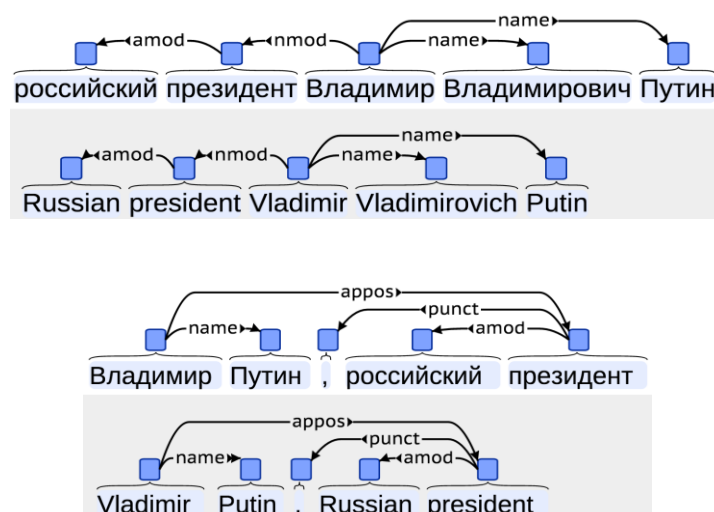 name
amod nmod name
российский президент Владимир Владимирович Путин
name
amod nmod name
Russian president Vladimir Vladimirovich Putin
appos
punct
name amod
Владимир Путин , российский президент
appos
punct
name amod
Vladimir Putin , Russian president